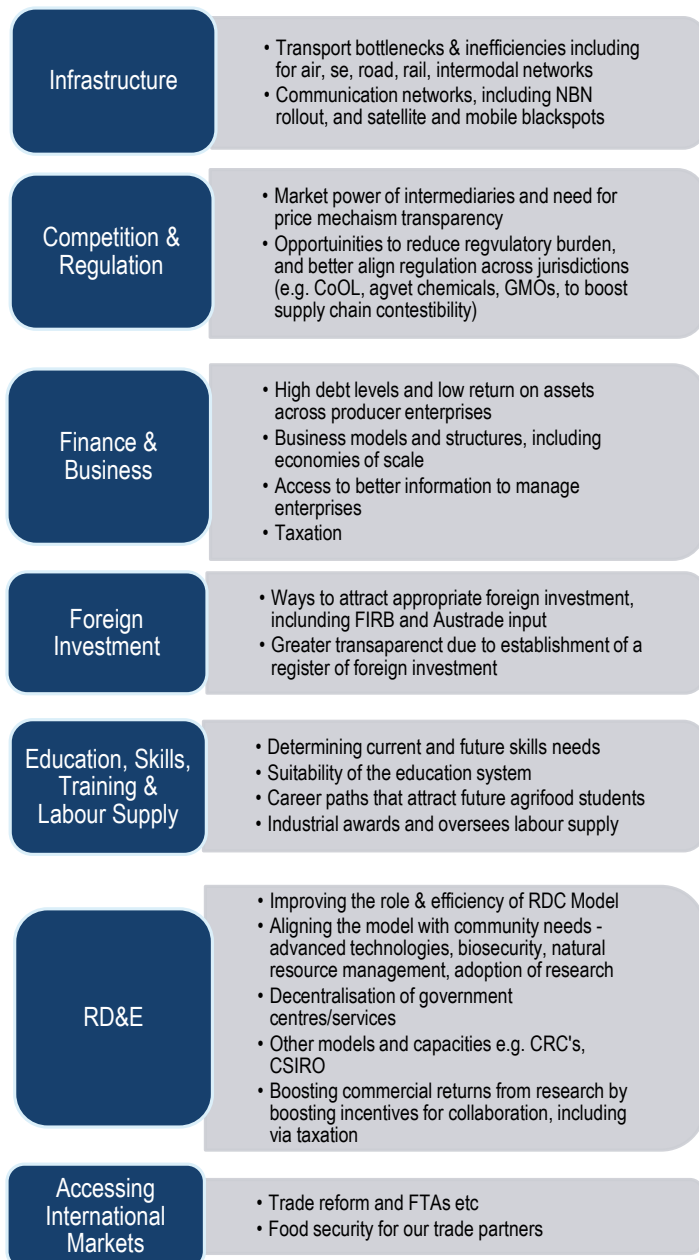 Infrastructure
• Transport bottlenecks & inefficiencies including
for air, se, road, rail, intermodal networks
• Communication networks, including NBN
rollout, and satellite and mobile blackspots
Competition &
Regulation
• Market power of intermediaries and need for
price mechaism transparency
• Opportuinities to reduce regvulatory burden,
and better align regulation across jurisdictions
(e.g. CoOL, agvet chemicals, GMOs, to boost
supply chain contestibility)
Finance &
Business
• High debt levels and low return on assets
across producer enterprises
• Business models and structures, including
economies of scale
• Access to better information to manage
enterprises
• Taxation
Foreign
Investment
• Ways to attract appropriate foreign investment,
inclunding FIRB and Austrade input
• Greater transaparenct due to establishment of a
register of foreign investment
Education, Skills,
Training &
Labour Supply
• Determining current and future skills needs
• Suitability of the education system
• Career paths that attract future agrifood students
• Industrial awards and oversees labour supply
RD&E
• Improving the role & efficiency of RDC Model
• Aligning the model with community needs -
advanced technologies, biosecurity, natural
resource management, adoption of research
• Decentralisation of government
centres/services
• Other models and capacities e.g. CRC's,
CSIRO
• Boosting commercial returns from research by
boosting incentives for collaboration, including
via taxation
Accessing
International
Markets
• Trade reform and FTAs etc
• Food security for our trade partners